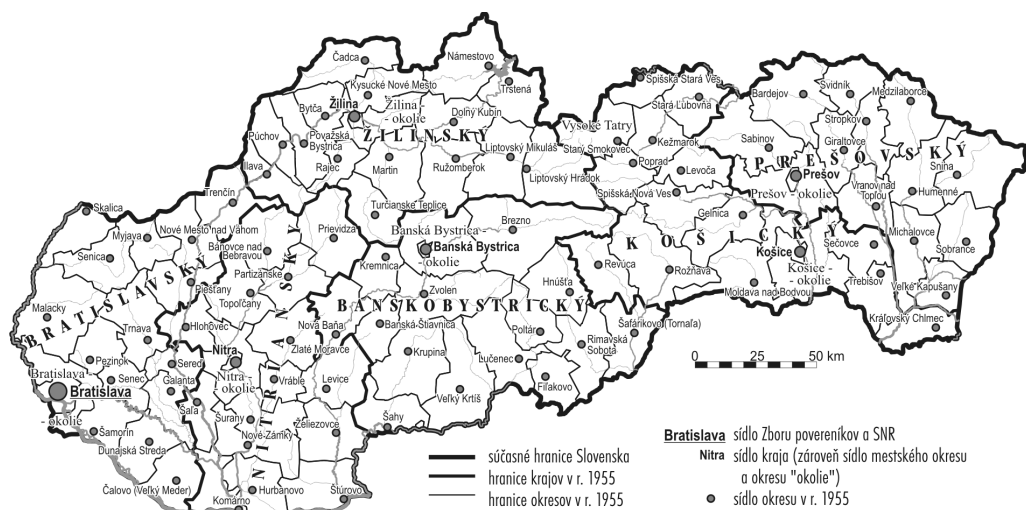 Čadca
Námestovo
Kysucké Nové Mesto
Trstená
Bytča
Žilina
Žilina
- okolie
Dolný Kubín
Púchov
Považská
Bystrica
ŽILINSKÝ
Ilava
Rajec
Martin
Ružomberok
Liptovský Mikuláš
Liptovský Hrádok
Trenčín
Turčianske Teplice
Spišská Stará Ves
Stará Ľubovňa
Vysoké Tatry
Starý Smokovec
Kežmarok
Poprad
Levoča
Spišská Nová Ves
Bardejov
Svidník
Medzilaborce
Stropkov
Sabinov
Giraltovce
PREŠOVSKÝ
Prešov
Prešov - okolie
Snina
Vranov nad
Topľou
Humenné
Michalovce
Sobrance
Skalica
Myjava
Nové Mesto nad Váhom
Bánovce nad
Bebravou
Prievidza
Senica
Partizánske
Piešťany
Topoľčany
BRATISLAVSKÝ
Malacky
Trnava
Hlohovec
Nová Baňa
Zlaté Moravce
Pezinok
Senec
Sereď
Nitra
Nitra
- okolie
Galanta
Vráble
Levice
Bratislava
- okolie
Bratislava
Šaľa
Šurany
Šamorín
Dunajská Streda
Nové Zámky
Želiezovce
NITRIANSKY
Čalovo (Veľký Meder)
Hurbanovo
Komárno
Štúrovo
Banská Bystrica -
- okolie
Banská Bystrica
Brezno
Kremnica
Zvolen
BANSKOBYSTRICKÝ
Hnúšťa
Banská Štiavnica
Poltár
Krupina
Lučenec
Rimavská
Sobota
Šafárikovo (Tornaľa)
Veľký Krtíš
Fiľakovo
Šahy
Gelnica
KOŠICKÝ
Revúca
Rožňava
Košice
Košice -
- okolie
Sečovce
Trebišov
Moldava nad Bodvou
Veľké Kapušany
Kráľovský Chlmec
0 50 km
súčasné hranice Slovenska
hranice krajov v r. 1955
hranice okresov v r. 1955
Bratislava sídlo Zboru povereníkov a SNR
Nitra sídlo kraja (zároveň sídlo mestského okresu
a okresu "okolie")
sídlo okresu v r. 1955